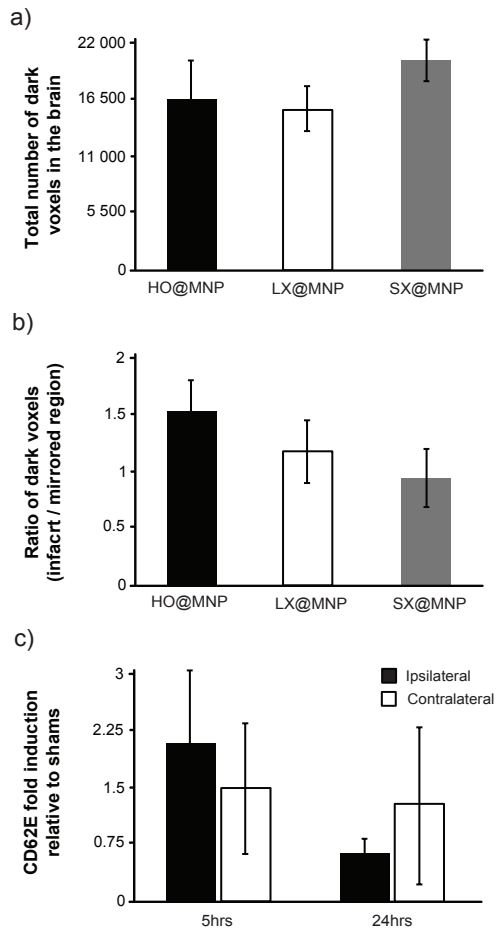 a)
Total number of dark
voxels in the brain
22 000
16 500
11 000
5 500
0
HO@MNP LX@MNP SX@MNP
b)
Ratio of dark voxels
(infacrt / mirrored region)
2
1.5
1
0.5
0
HO@MNP LX@MNP SX@MNP
c)
CD62E fold induction
relative to shams
3
2.25
1.5
0.75
0
Ipsilateral
Contralateral
5hrs 24hrs